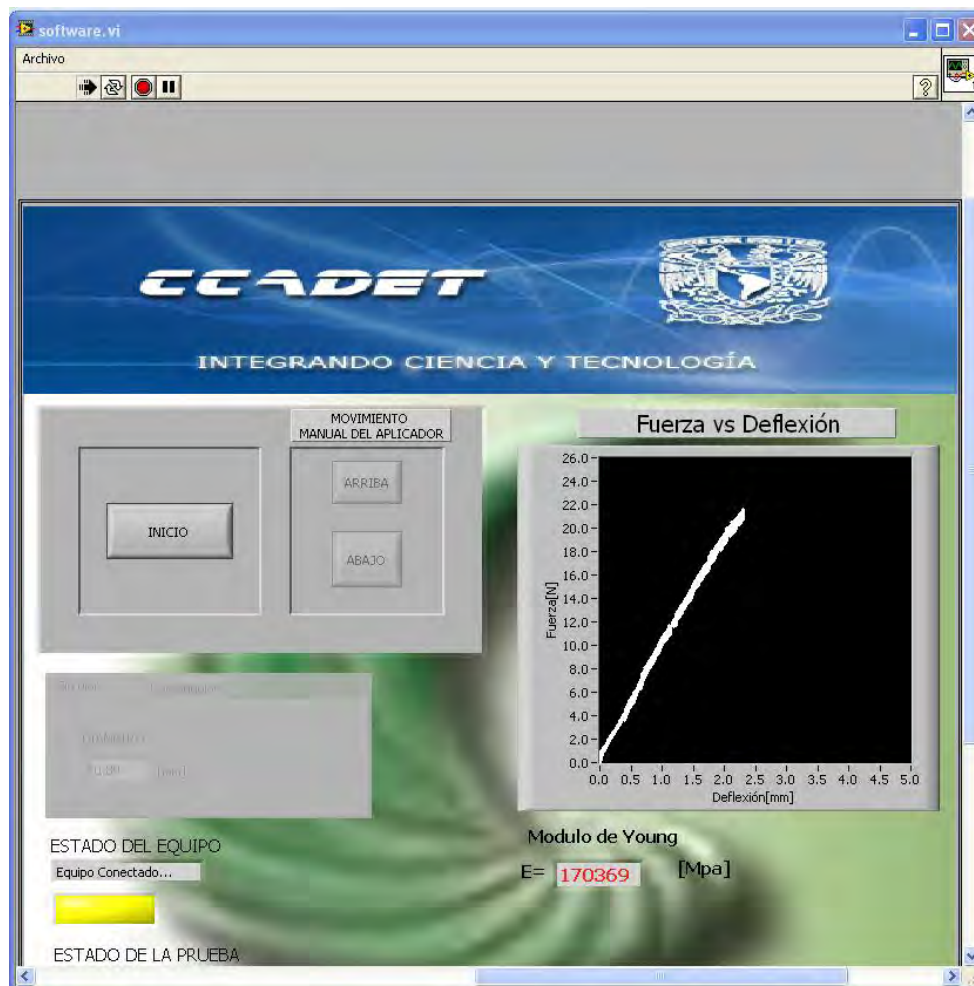 software.vi
Archivo
?
CCADET
INTEGRANDO CIENCIA Y TECNOLOGÍA
MOVIMIENTO
MANUAL DEL APLICADOR
INICIO
ARRIBA
ABAJO
Fuerza vs Deflexión
26.0
24.0
22.0
20.0
18.0
16.0
14.0
12.0
10.0
8.0
6.0
4.0
2.0
0.0
Fuerza[N]
0.0 0.5 1.0 1.5 2.0 2.5 3.0 3.5 4.0 4.5 5.0
Deflexión[mm]
[mm]
ESTADO DEL EQUIPO
Equipo Conectado...
Modulo de Young
E= 170369 [Mpa]
ESTADO DE LA PRUEBA